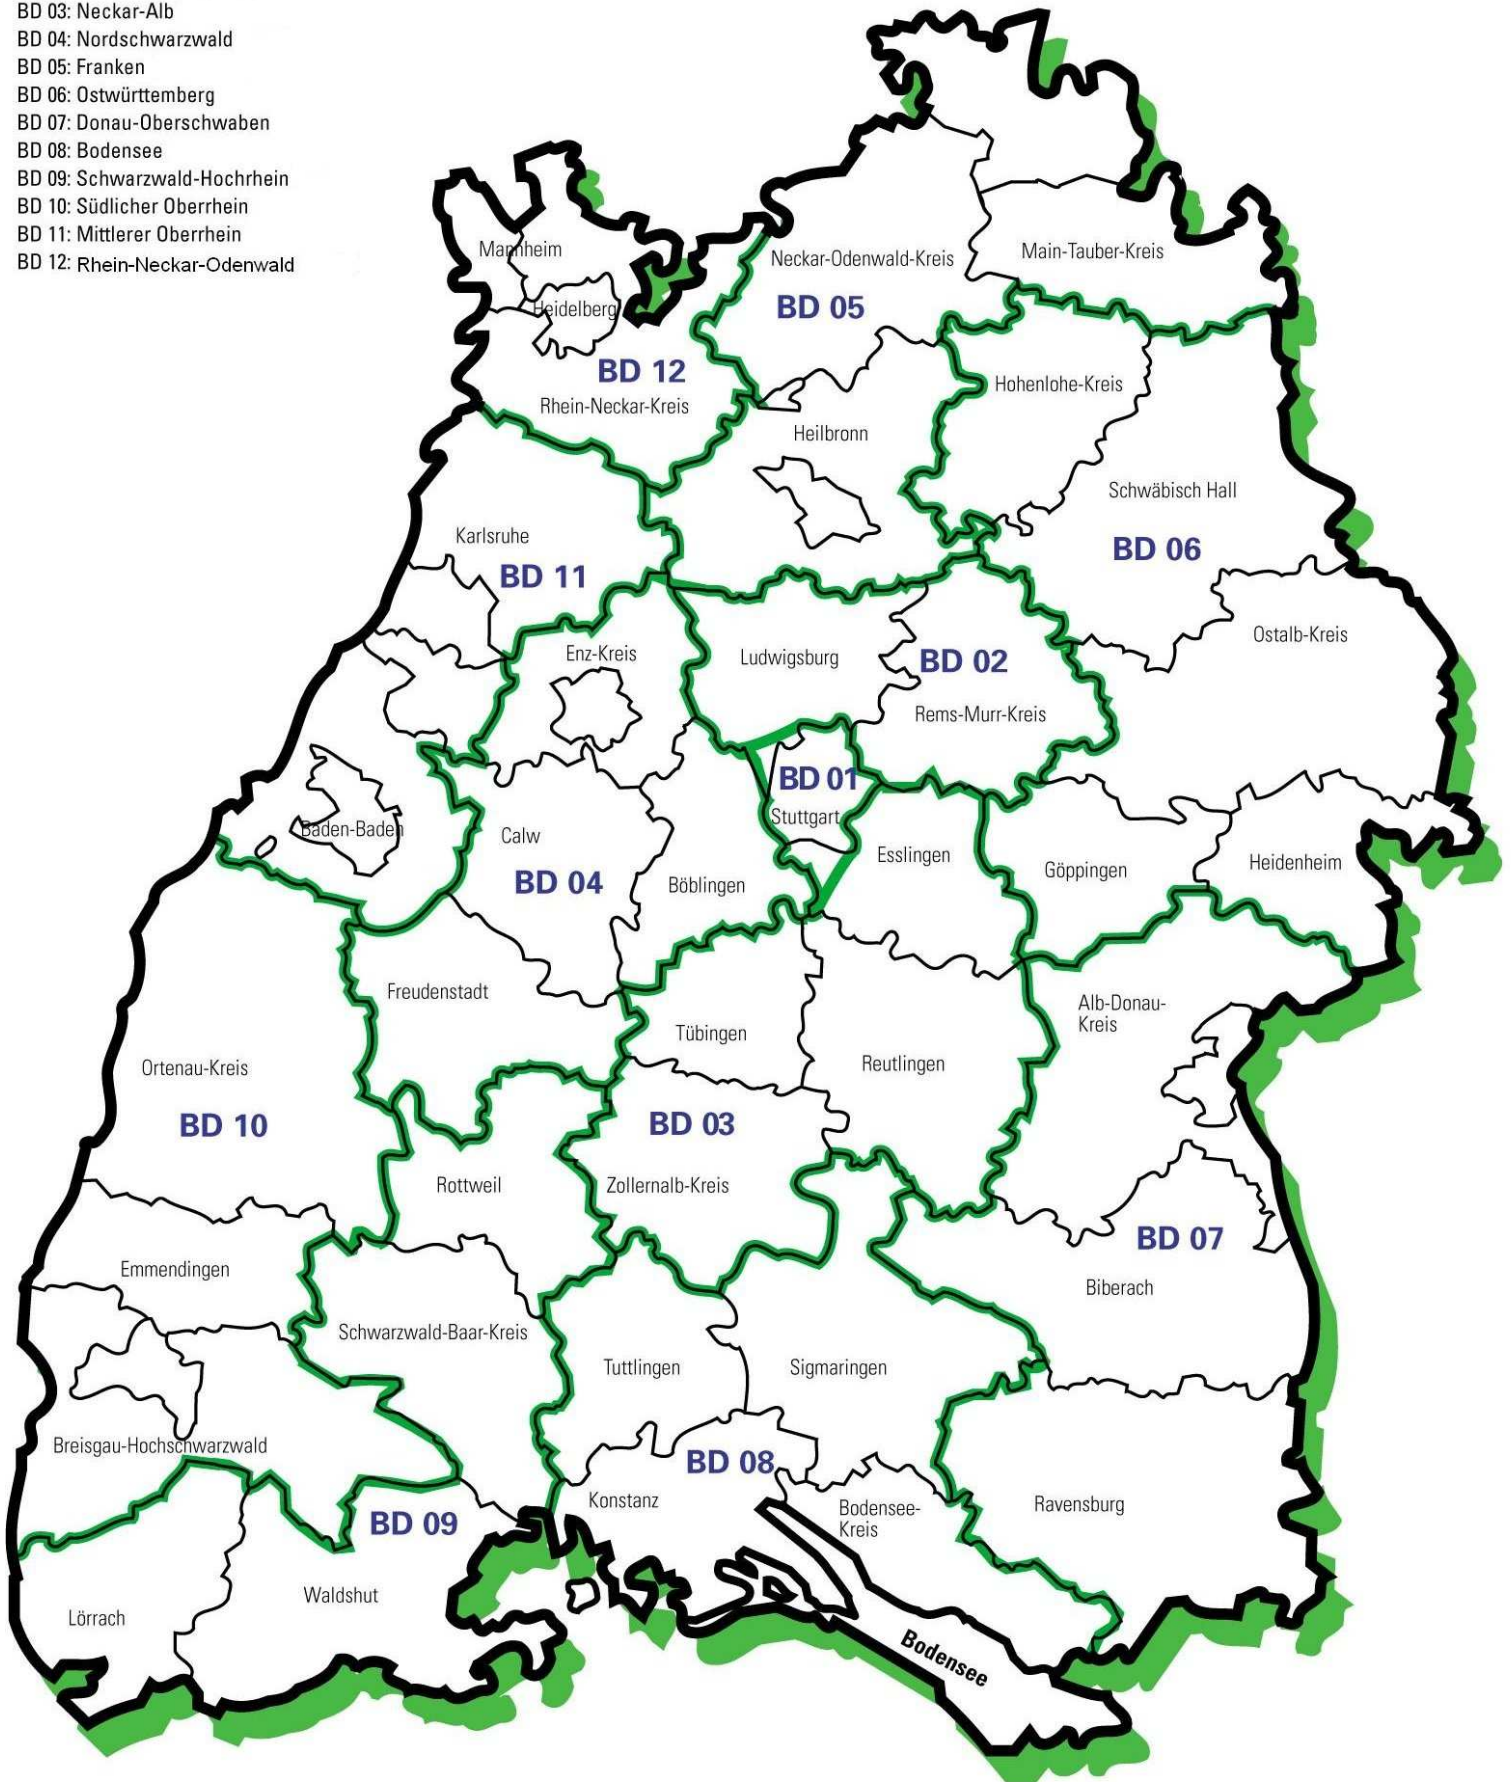 BD 03: Neckar-Alb
BD 04: Nordschwarzwald
BD 05: Franken
BD 06: Ostwürttemberg
BD 07: Donau-Oberschwaben
BD 08: Bodensee
BD 09: Schwarzwald-Hochrhein
BD 10: Südlicher Oberrhein
BD 11: Mittlerer Oberrhein
BD 12: Rhein-Neckar-Odenwald
Mannheim
Neckar-Odenwald-Kreis
Main-Tauber-Kreis
Heidelberg
BD 05
BD 12
Hohenlohe-Kreis
Rhein-Neckar-Kreis
Heilbronn
Schwäbisch Hall
Karlsruhe
BD 06
BD 11
Ostalb-Kreis
Enz-Kreis
Ludwigsburg
BD 02
Rems-Murr-Kreis
BD 01
Stuttgart
Baden-Baden
Calw
Esslingen
Göppingen
Heidenheim
BD 04
Böblingen
Freudenstadt
Alb-Donau-
Kreis
Tübingen
Reutlingen
Ortenau-Kreis
BD 10
BD 03
Rottweil
Zollernalb-Kreis
BD 07
Emmendingen
Biberach
Schwarzwald-Baar-Kreis
Tuttlingen
Sigmaringen
Breisgau-Hochschwarzwald
BD 08
Konstanz
Bodensee-
Kreis
Ravensburg
BD 09
Waldshut
Lörrach
Bodensee